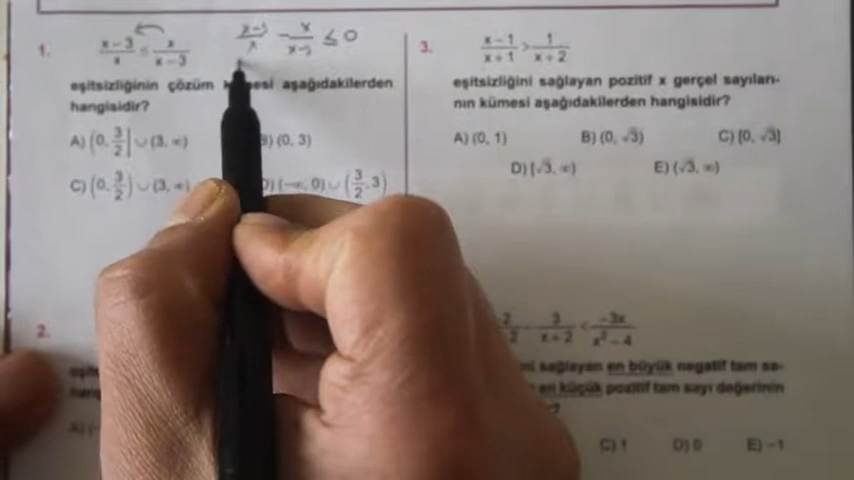 1.
x-3/x ≤ x/x-3
x-3/x - x/x-3 ≤ 0
eşitsizliğinin çözüm aşağıdakilerden
hangisidir?
A) (0, 3/2] ∪ (3, ∞)
B) (0, 3)
C) (0, 3/2) ∪ (3, ∞)
D) (-∞, 0) ∪ (3/2, 3)
2.
3.
x-1/x+1 > 1/x+2
eşitsizliğini sağlayan pozitif x gerçel sayıları-
nın kümesi aşağıdakilerden hangisidir?
A) (0, 1) B) (0, √3) C) [0, √3]
D) [√3, ∞) E) (√3, ∞)
3/x+2 < -3x/x²-4
sağlayan en büyük negatif tam sa-
en küçük pozitif tam sayı değerinin
C) 1 D) 0 E) -1